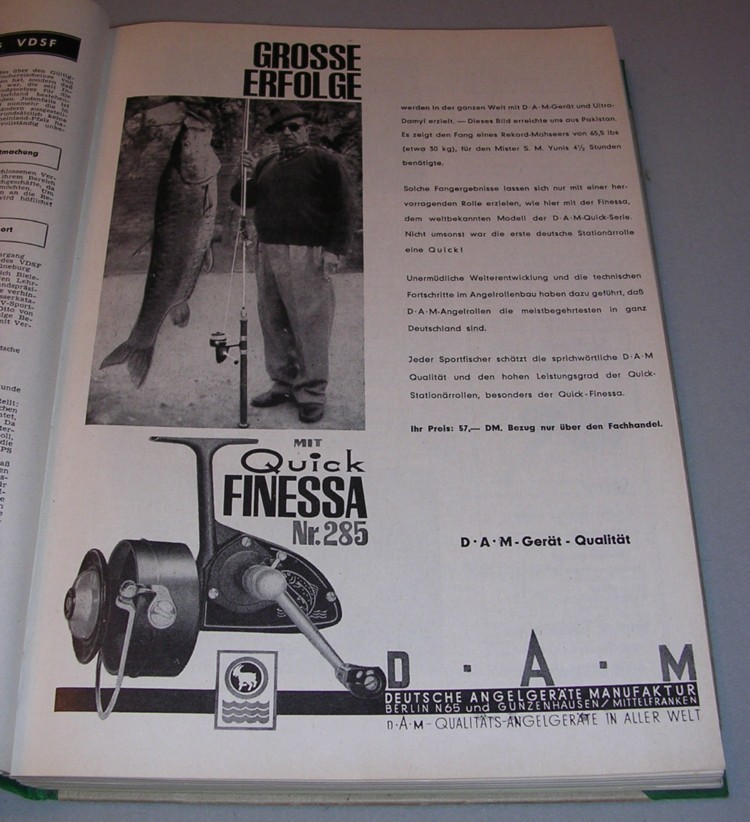 VDSF
tmachung
ort
GROSSE
ERFOLGE
werden in der ganzen Welt mit D·A·M-Gerät und Ultra-
Damyl erzielt. — Dieses Bild erreichte uns aus Pakistan.
Es zeigt den Fang eines Rekord-Mahseers von 65,5 lbs
(etwa 30 kg), für den Mister S. M. Yunis 4½ Stunden
benötigte.
Solche Fangergebnisse lassen sich nur mit einer her-
vorragenden Rolle erzielen, wie hier mit der Finessa,
dem weltbekannten Modell der D·A·M-Quick-Serie.
Nicht umsonst war die erste deutsche Stationärrolle
eine Quick!
Unermüdliche Weiterentwicklung und die technischen
Fortschritte im Angelrollenbau haben dazu geführt, daß
D·A·M-Angelrollen die meistbegehrtesten in ganz
Deutschland sind.
Jeder Sportfischer schätzt die sprichwörtliche D·A·M
Qualität und den hohen Leistungsgrad der Quick-
Stationärrollen, besonders der Quick-Finessa.
Ihr Preis: 57,— DM. Bezug nur über den Fachhandel.
MIT
Quick
FINESSA
Nr. 285
D·A·M-Gerät-Qualität
D·A·M
DEUTSCHE ANGELGERÄTE MANUFAKTUR
BERLIN N65 und GUNZENHAUSEN/MITTELFRANKEN
D·A·M-QUALITÄTS-ANGELGERÄTE IN ALLER WELT